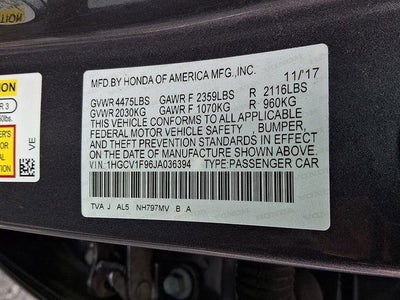 MFD.BY HONDA OF AMERICA MFG.,INC. 11/'17
GVWR 4475LBS GAWR F 2359LBS R 2116LBS
GVWR 2030KG GAWR F 1070KG R 960KG
THIS VEHICLE CONFORMS TO ALL APPLICABLE
FEDERAL MOTOR VEHICLE SAFETY , BUMPER,
AND THEFT PREVENTION STANDARDS IN EFFECT
ON THE DATE OF MANUFACTURE SHOWN ABOVE.
V.I.N.:1HGCV1F96JA036394 TYPE:PASSENGER CAR
TVA J AL5 NH797MV B A
VE